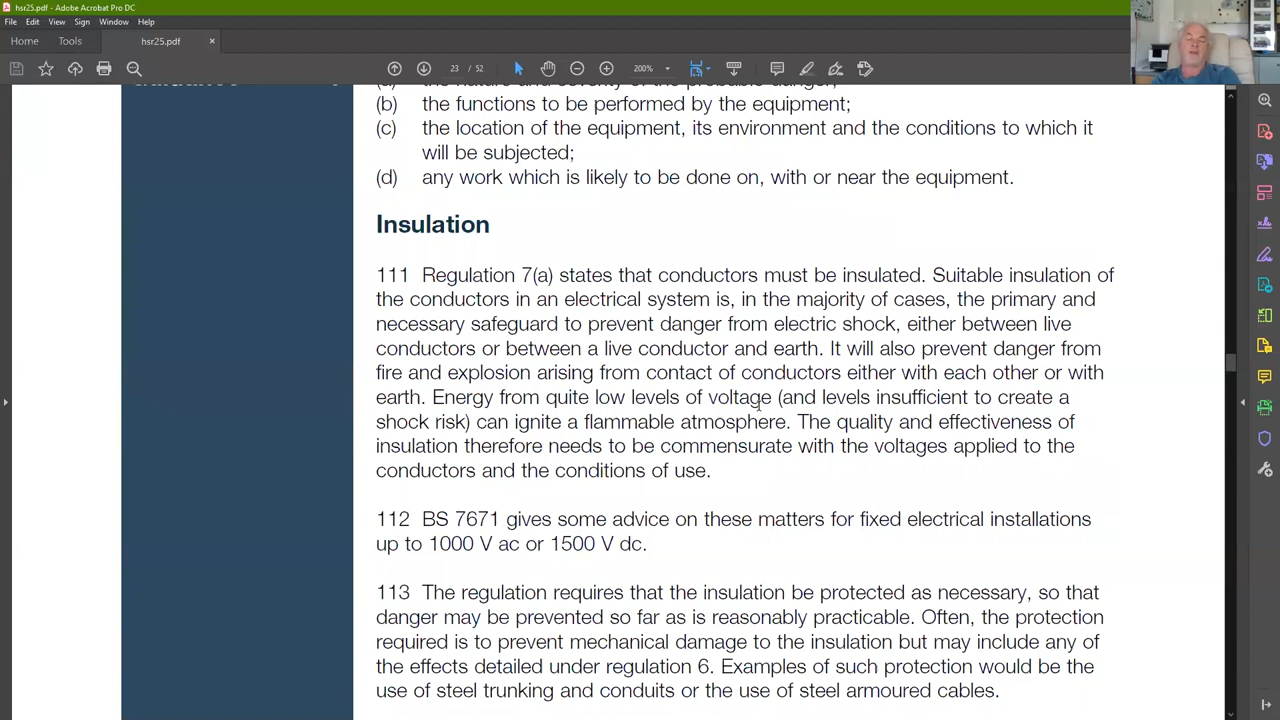 hsr25.pdf - Adobe Acrobat Pro DC
File Edit View Sign Window Help
Home Tools hsr25.pdf ×
23 / 52 200%
(a) the nature and severity of the probable danger;
(b) the functions to be performed by the equipment;
(c) the location of the equipment, its environment and the conditions to which it
will be subjected;
(d) any work which is likely to be done on, with or near the equipment.
Insulation
111 Regulation 7(a) states that conductors must be insulated. Suitable insulation of
the conductors in an electrical system is, in the majority of cases, the primary and
necessary safeguard to prevent danger from electric shock, either between live
conductors or between a live conductor and earth. It will also prevent danger from
fire and explosion arising from contact of conductors either with each other or with
earth. Energy from quite low levels of voltage (and levels insufficient to create a
shock risk) can ignite a flammable atmosphere. The quality and effectiveness of
insulation therefore needs to be commensurate with the voltages applied to the
conductors and the conditions of use.
112 BS 7671 gives some advice on these matters for fixed electrical installations
up to 1000 V ac or 1500 V dc.
113 The regulation requires that the insulation be protected as necessary, so that
danger may be prevented so far as is reasonably practicable. Often, the protection
required is to prevent mechanical damage to the insulation but may include any of
the effects detailed under regulation 6. Examples of such protection would be the
use of steel trunking and conduits or the use of steel armoured cables.